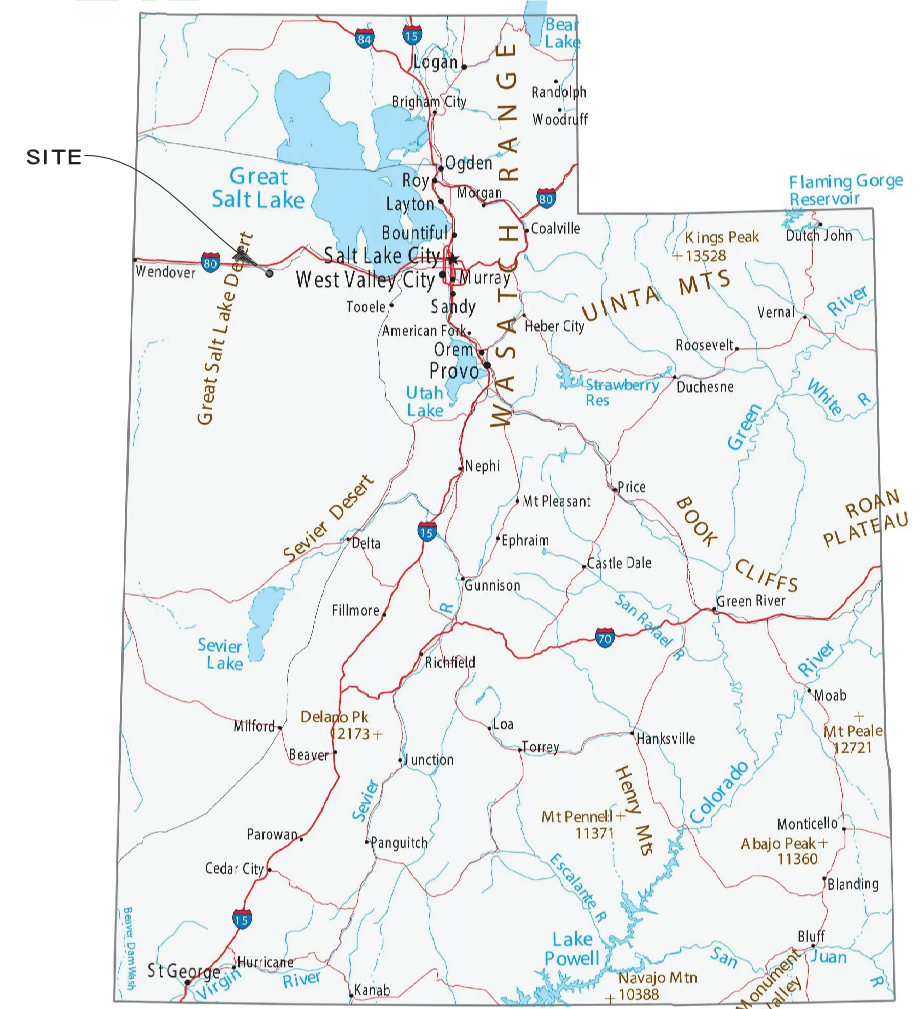 Bear
Lake
84
15
Logan
Randolph
Brigham City
Woodruff
WASATCH RANGE
SITE
Ogden
Great
Salt Lake
Roy
Morgan
80
Layton
Flaming Gorge
Reservoir
Bountiful
Coalville
Dutch John
Kings Peak
+13528
Salt Lake City
Wendover
80
West Valley City
Murray
Great Salt Lake Desert
UINTA MTS
Tooele
Sandy
River
Vernal
American Fork
Heber City
Orem
Roosevelt
Provo
Strawberry
Res
Duchesne
Utah
Lake
White R
Green
Nephi
Price
Mt Pleasant
BOOK
CLIFFS
ROAN
PLATEAU
Sevier Desert
15
Delta
Ephraim
Castle Dale
Gunnison
Green River
Fillmore
R
San Rafael R
70
Sevier
Lake
Richfield
River
Moab
Delano Pk
12173+
Milford
Loa
+
Mt Peale
12721
Beaver
Torrey
Hanksville
Junction
Henry Mts
Colorado
Sevier
Mt Pennell+
11371
Parowan
Panguitch
Monticello
Abajo Peak+
11360
Cedar City
Escalante R
Blanding
15
Beaver Dam Wash
Lake
Powell
Bluff
Hurricane
St George
Virgin
River
San
Juan
R
Kanab
Navajo Mtn
+10388
Monument
Valley